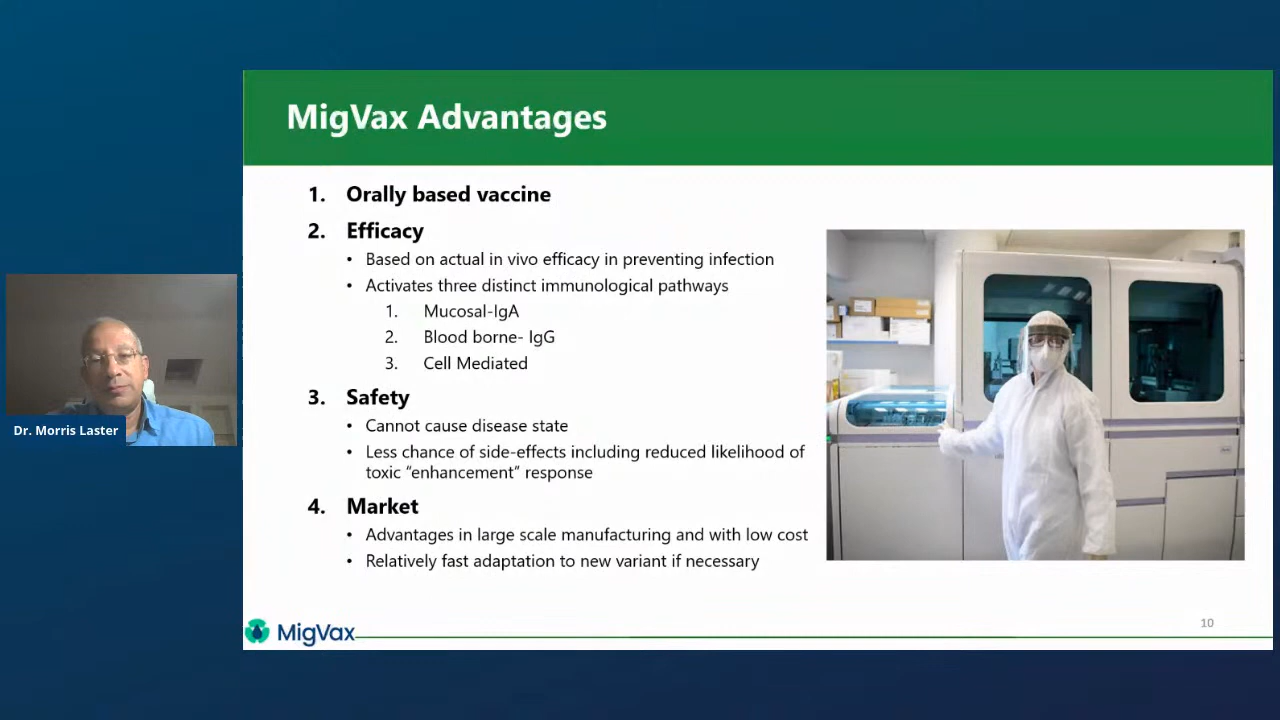 MigVax Advantages
1. Orally based vaccine
2. Efficacy
• Based on actual in vivo efficacy in preventing infection
• Activates three distinct immunological pathways
1. Mucosal-IgA
2. Blood borne- IgG
3. Cell Mediated
3. Safety
• Cannot cause disease state
• Less chance of side-effects including reduced likelihood of
toxic “enhancement” response
4. Market
• Advantages in large scale manufacturing and with low cost
• Relatively fast adaptation to new variant if necessary
MigVax
10
Dr. Morris Laster